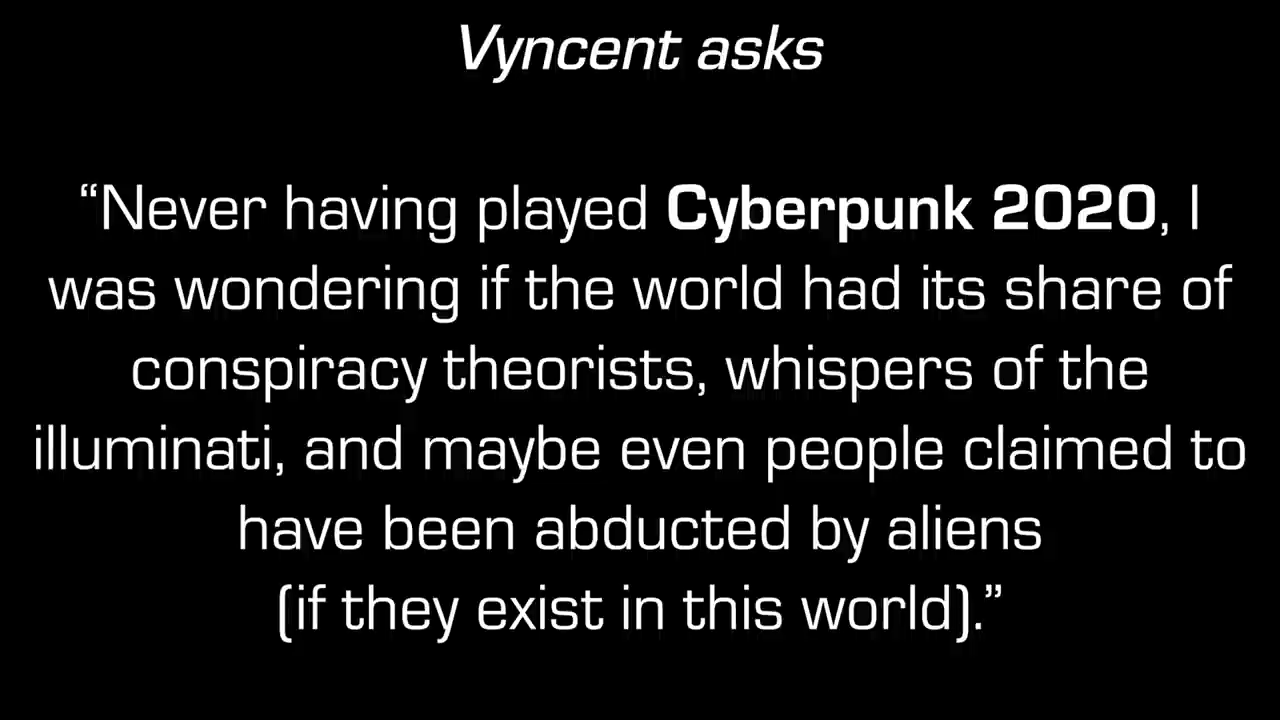 Vyncent asks
“Never having played Cyberpunk 2020, I
was wondering if the world had its share of
conspiracy theorists, whispers of the
illuminati, and maybe even people claimed to
have been abducted by aliens
(if they exist in this world).”